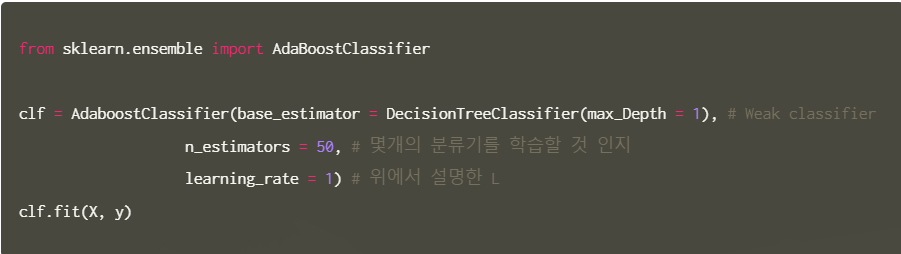 from sklearn.ensemble import AdaBoostClassifier
clf = AdaboostClassifier(base_estimator = DecisionTreeClassifier(max_Depth = 1), # Weak classifier
n_estimators = 50, # 몇개의 분류기를 학습할 것 인지
learning_rate = 1) # 위에서 설명한 L
clf.fit(X, y)